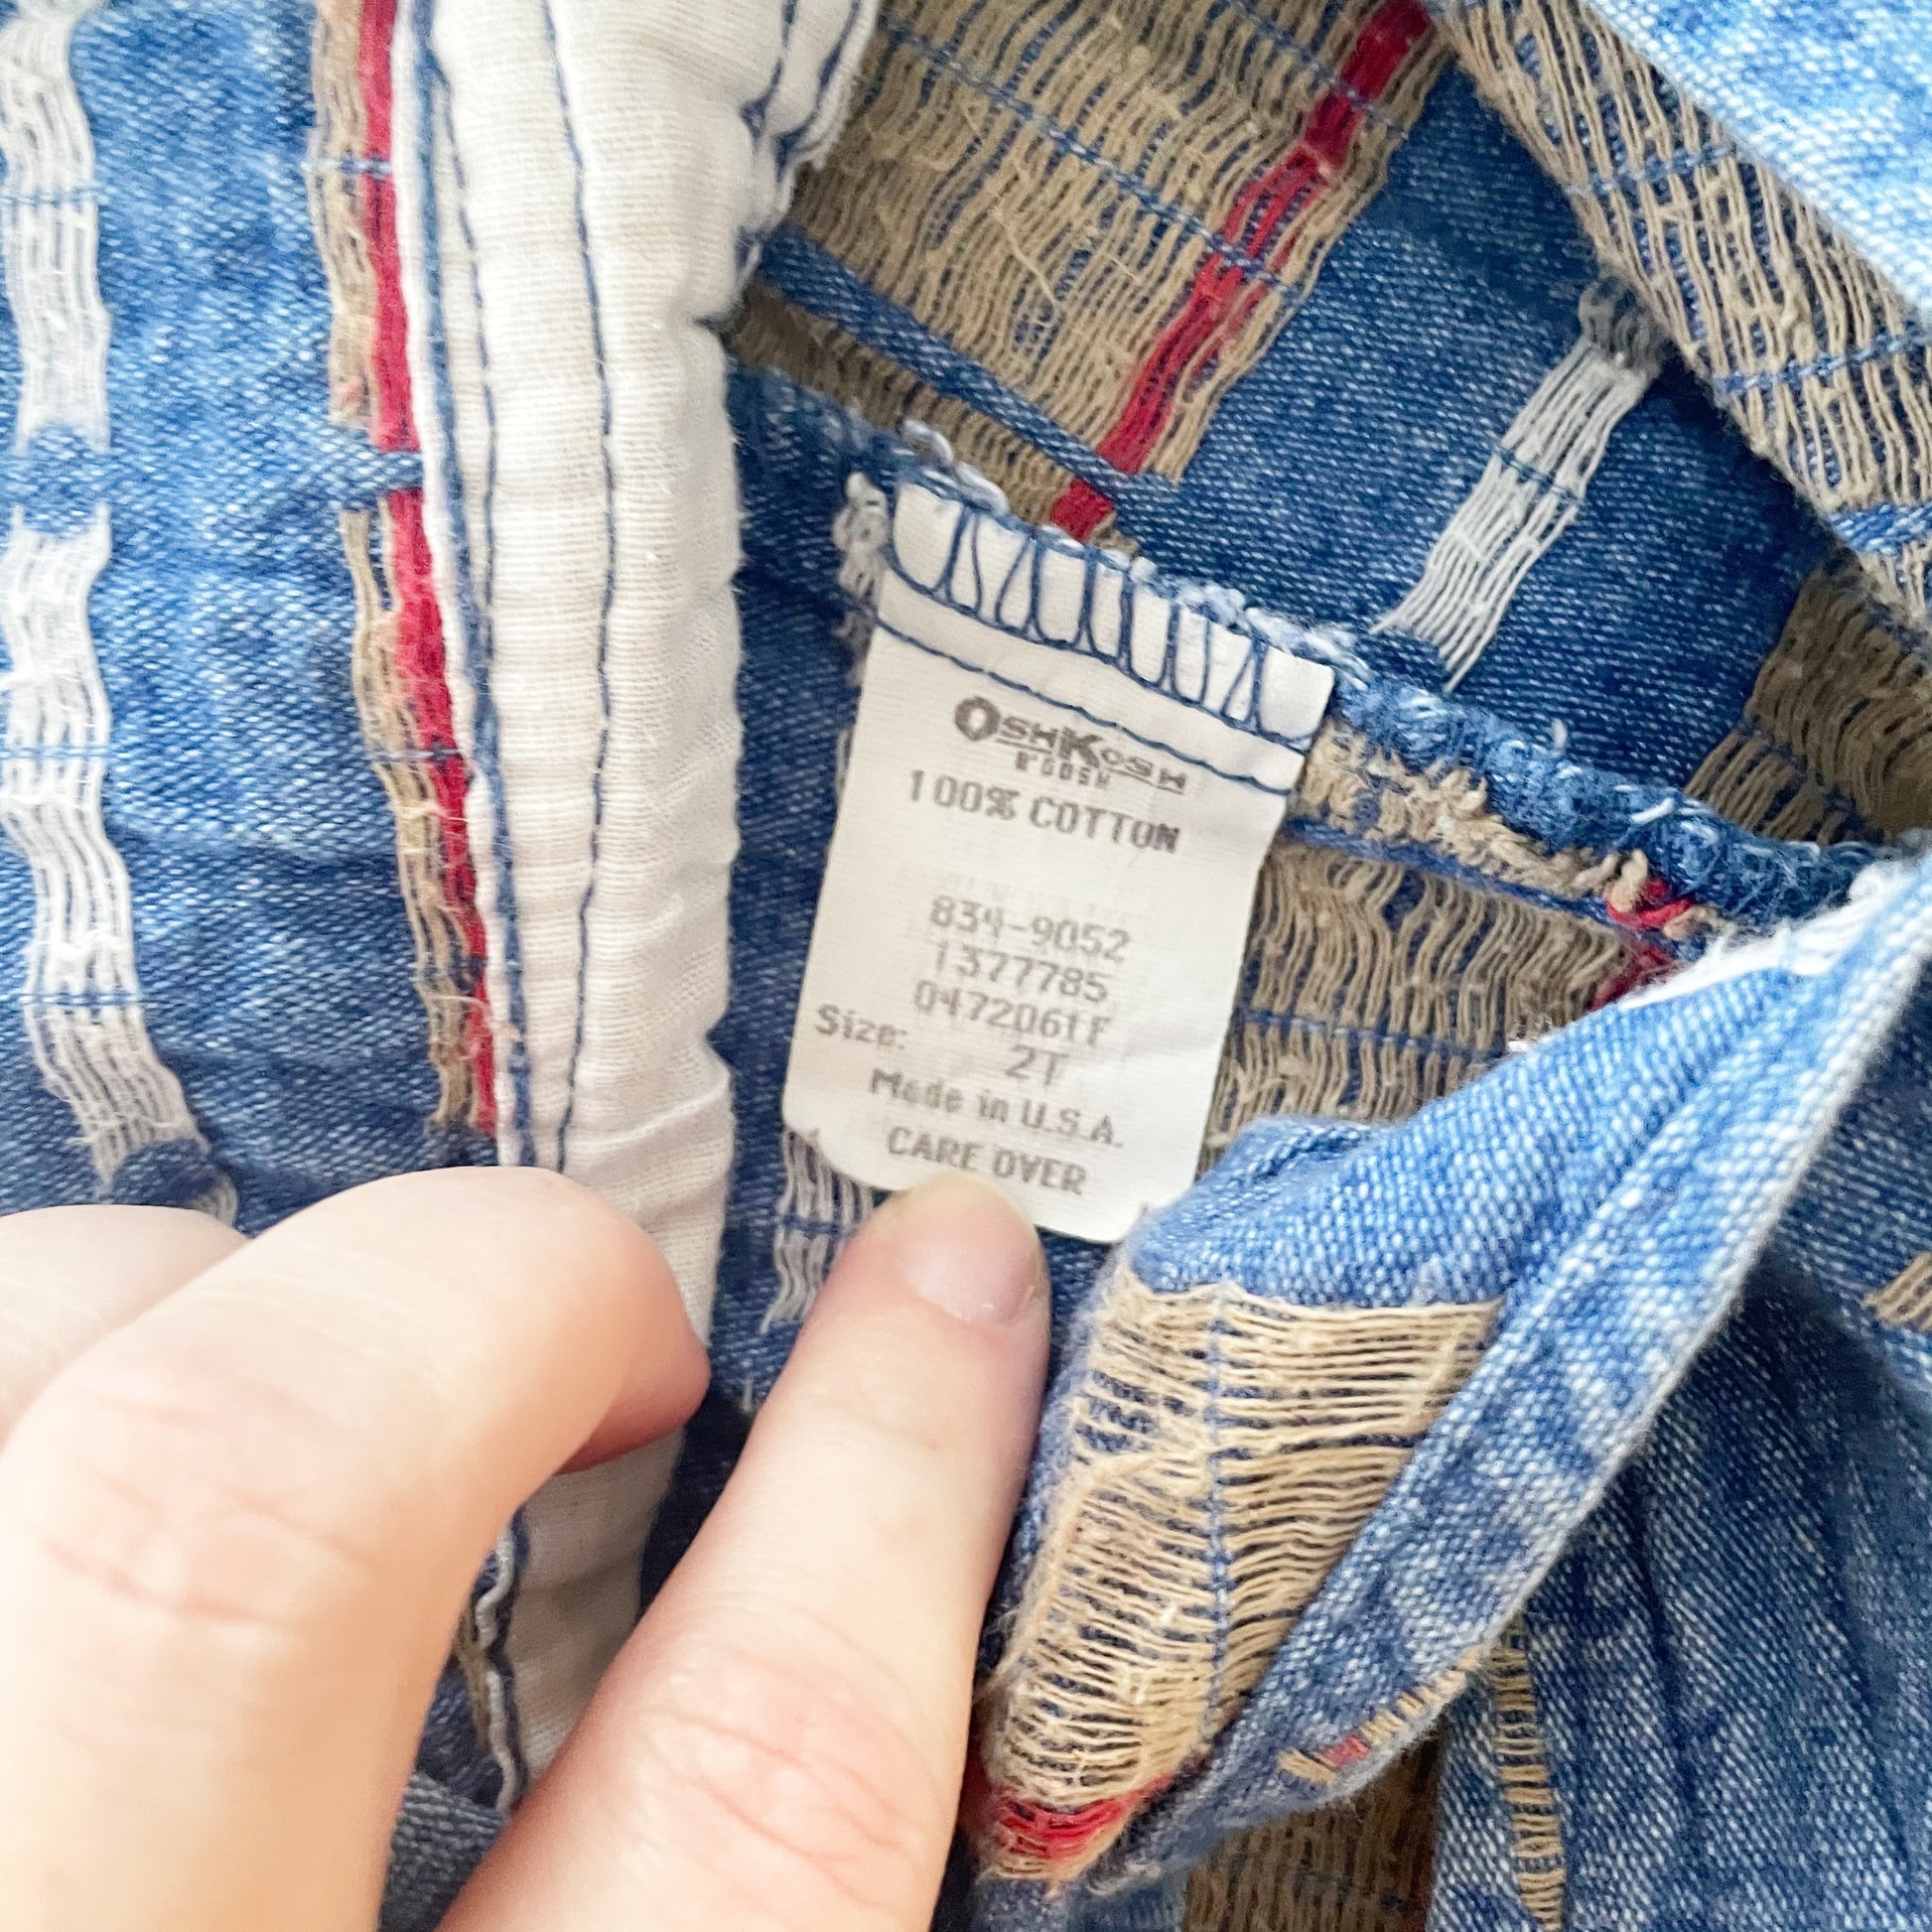 OSHKOSH
B'GOSH
100% COTTON
834-9052
1377785
0472061F
Size: 2T
Made in U.S.A.
CARE OVER